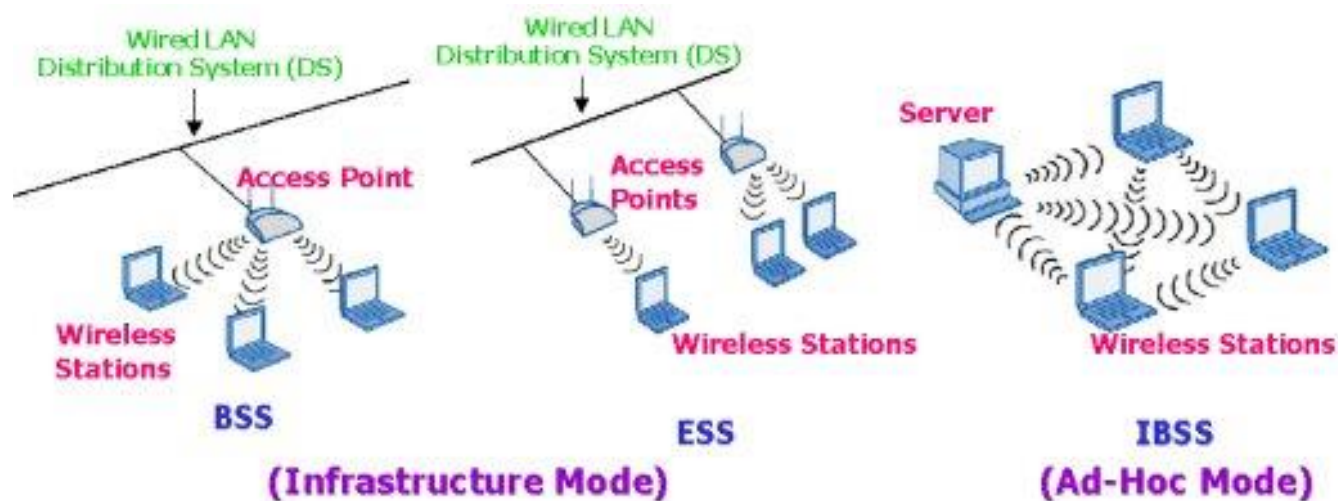 Wired LAN
Distribution System (DS)
Access Point
Wireless
Stations
BSS
Wired LAN
Distribution System (DS)
Access
Points
Wireless Stations
ESS
(Infrastructure Mode)
Server
Wireless Stations
IBSS
(Ad-Hoc Mode)